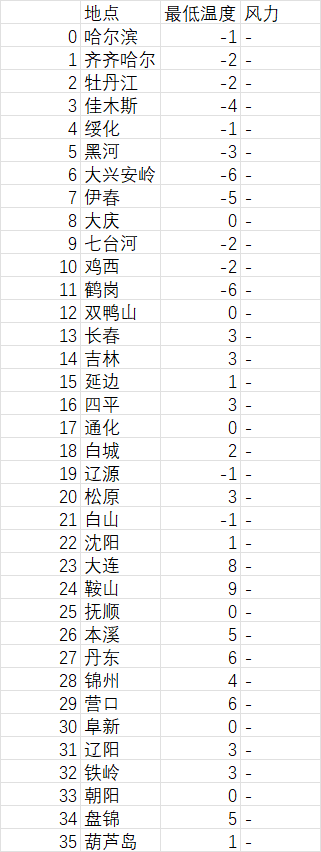 地点 最低温度 风力
0 哈尔滨 -1 -
1 齐齐哈尔 -2 -
2 牡丹江 -2 -
3 佳木斯 -4 -
4 绥化 -1 -
5 黑河 -3 -
6 大兴安岭 -6 -
7 伊春 -5 -
8 大庆 0 -
9 七台河 -2 -
10 鸡西 -2 -
11 鹤岗 -6 -
12 双鸭山 0 -
13 长春 3 -
14 吉林 3 -
15 延边 1 -
16 四平 3 -
17 通化 0 -
18 白城 2 -
19 辽源 -1 -
20 松原 3 -
21 白山 -1 -
22 沈阳 1 -
23 大连 8 -
24 鞍山 9 -
25 抚顺 0 -
26 本溪 5 -
27 丹东 6 -
28 锦州 4 -
29 营口 6 -
30 阜新 0 -
31 辽阳 3 -
32 铁岭 3 -
33 朝阳 0 -
34 盘锦 5 -
35 葫芦岛 1 -